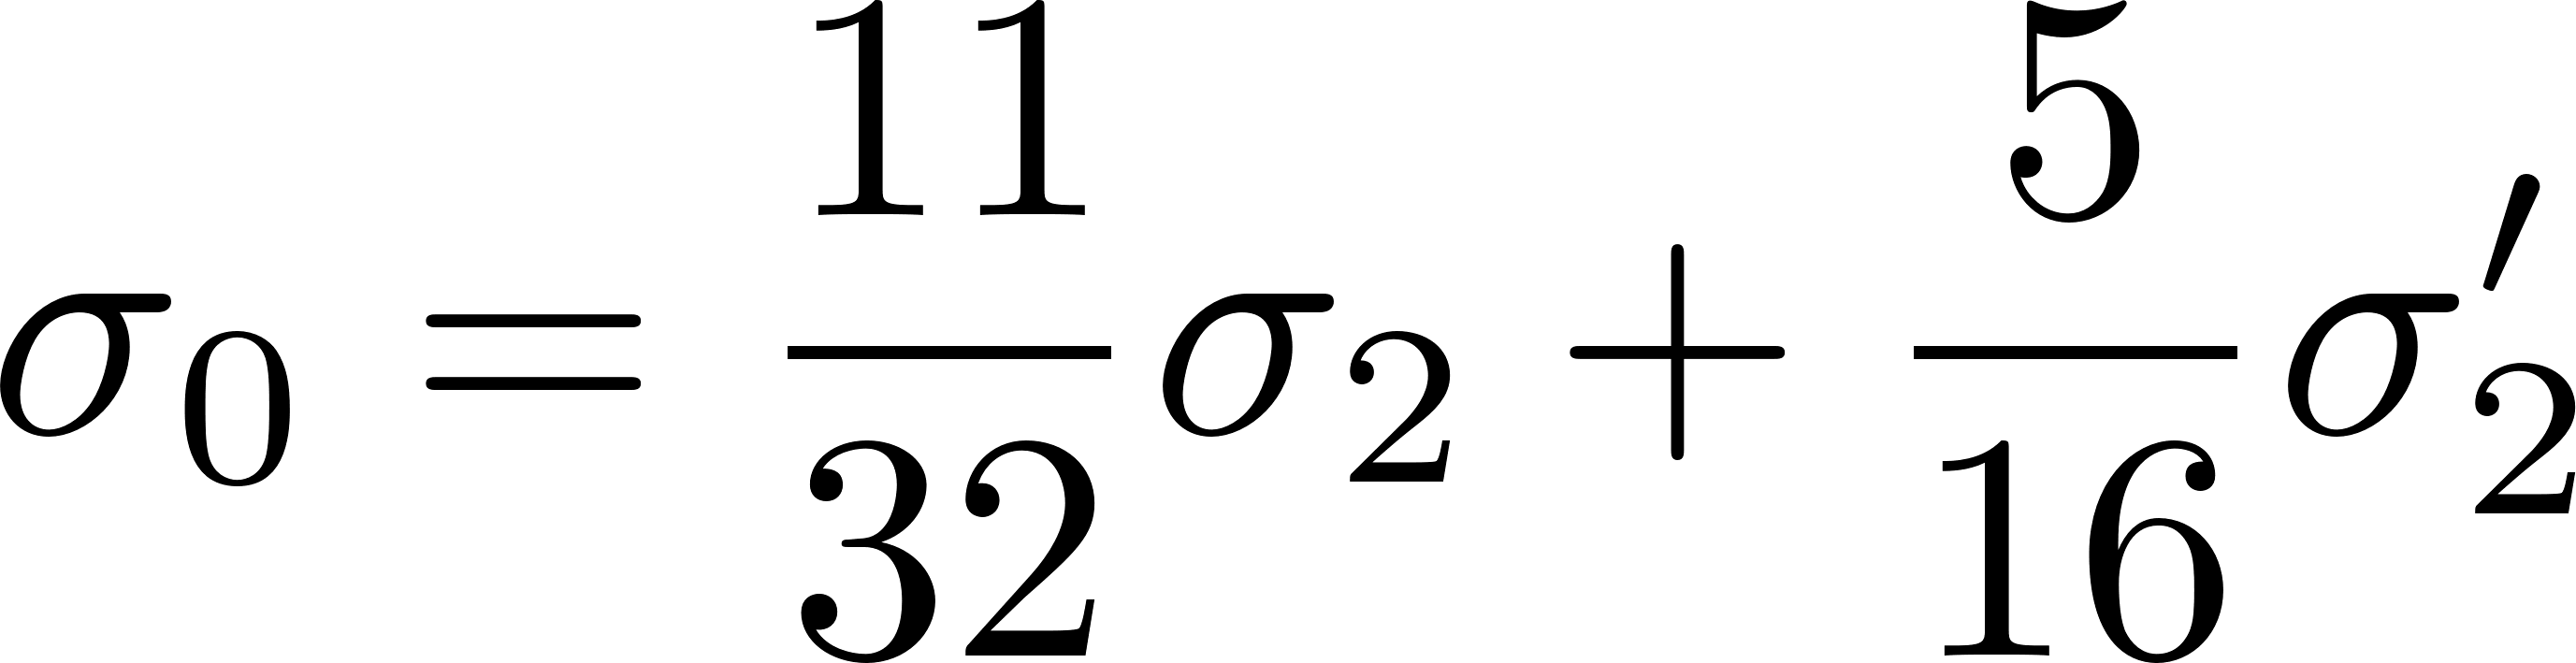 σ₀ = 11/32 σ₂ + 5/16 σ′₂